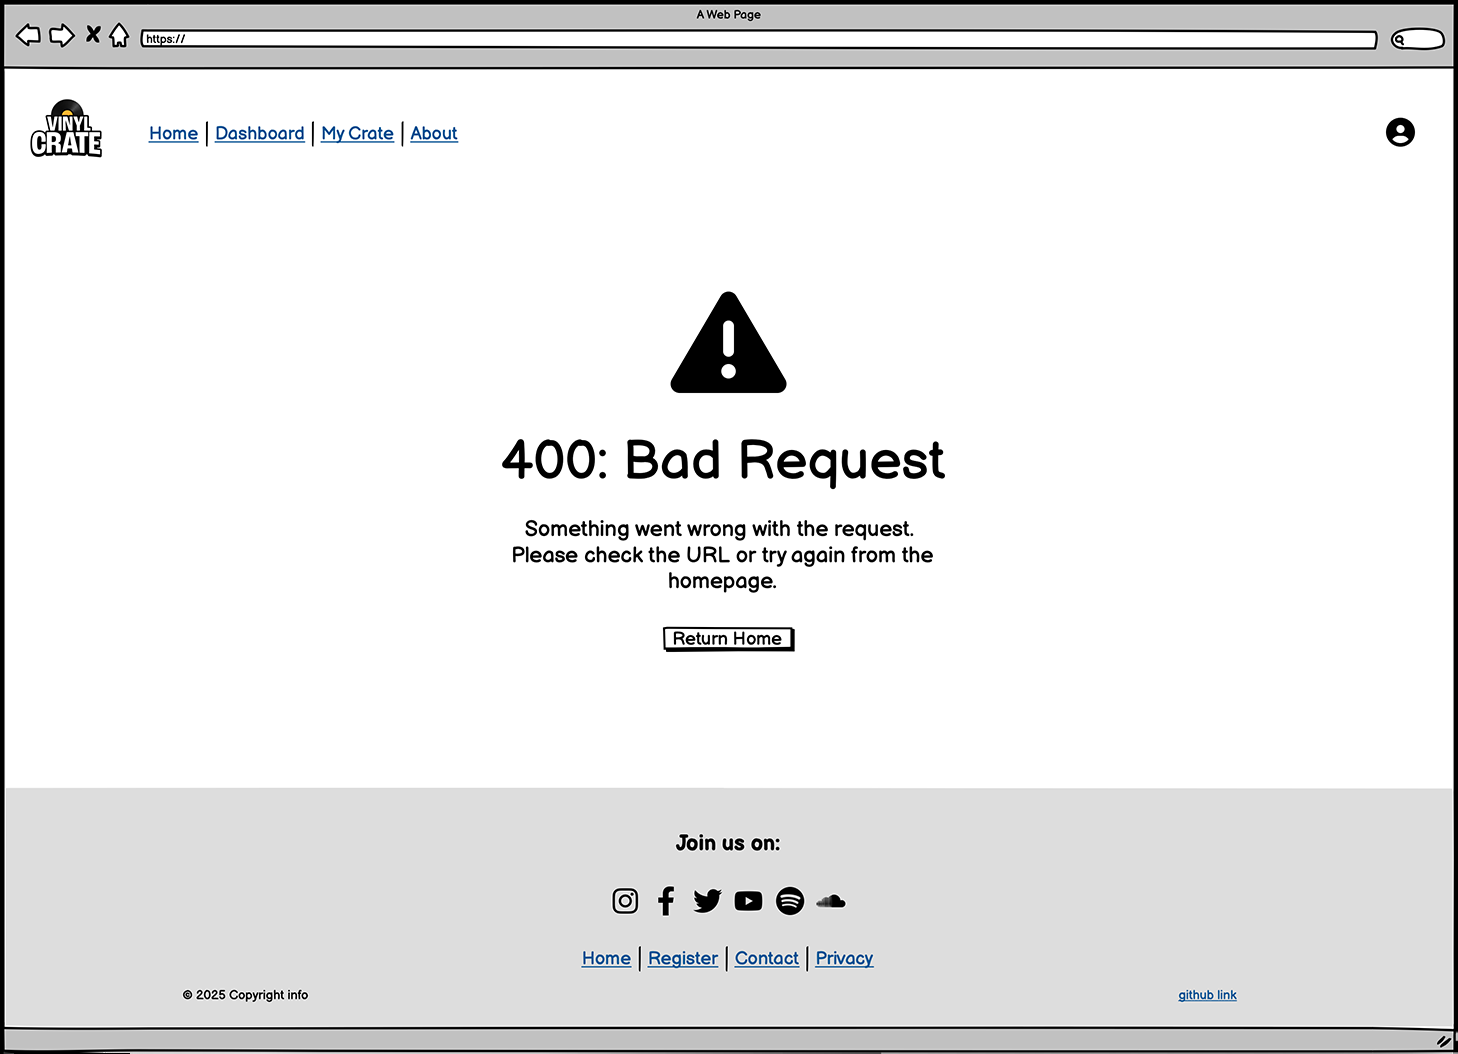 A Web Page
https://
VINYL
CRATE
Home | Dashboard | My Crate | About
400: Bad Request
Something went wrong with the request.
Please check the URL or try again from the
homepage.
Return Home
Join us on:
Home | Register | Contact | Privacy
© 2025 Copyright info
github link